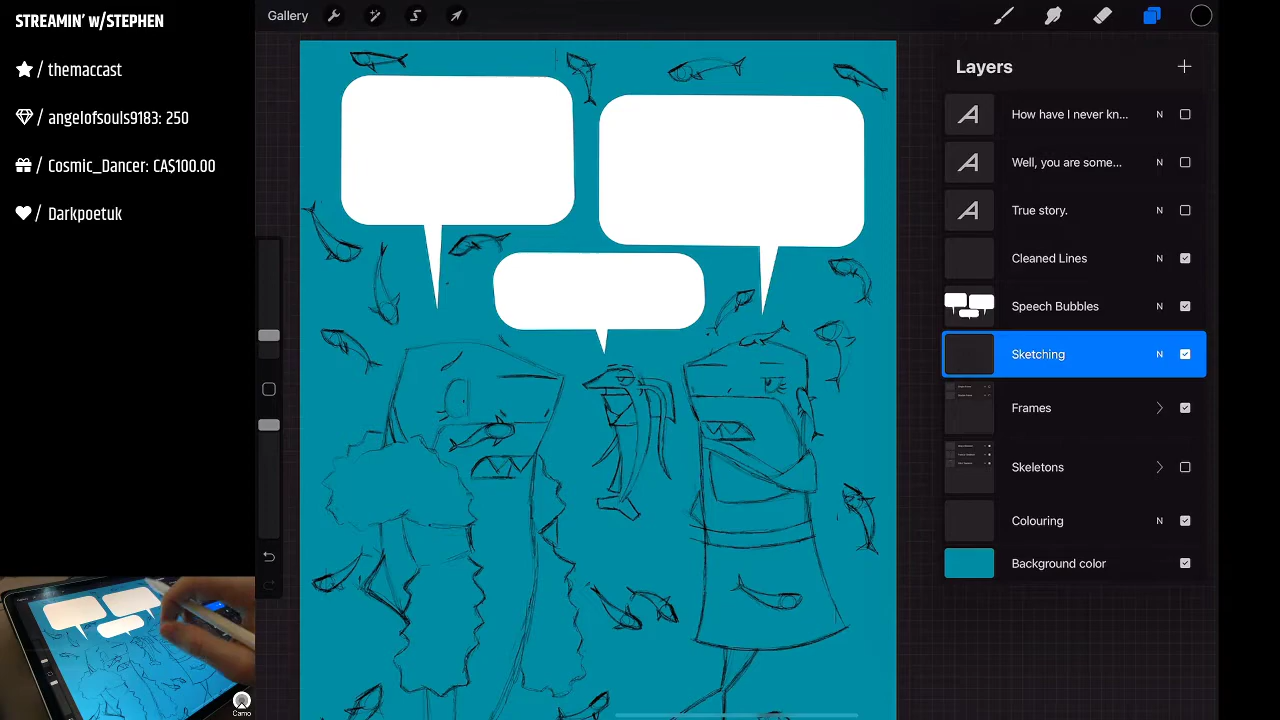 STREAMIN' w/STEPHEN
/ themaccast
/ angelofsouls9183: 250
/ Cosmic_Dancer: CA$100.00
/ Darkpoetuk
Gallery
Layers
How have I never kn... N
Well, you are some... N
True story. N
Cleaned Lines N
Speech Bubbles N
Sketching N
Frames
Skeletons
Colouring N
Background color
Camo